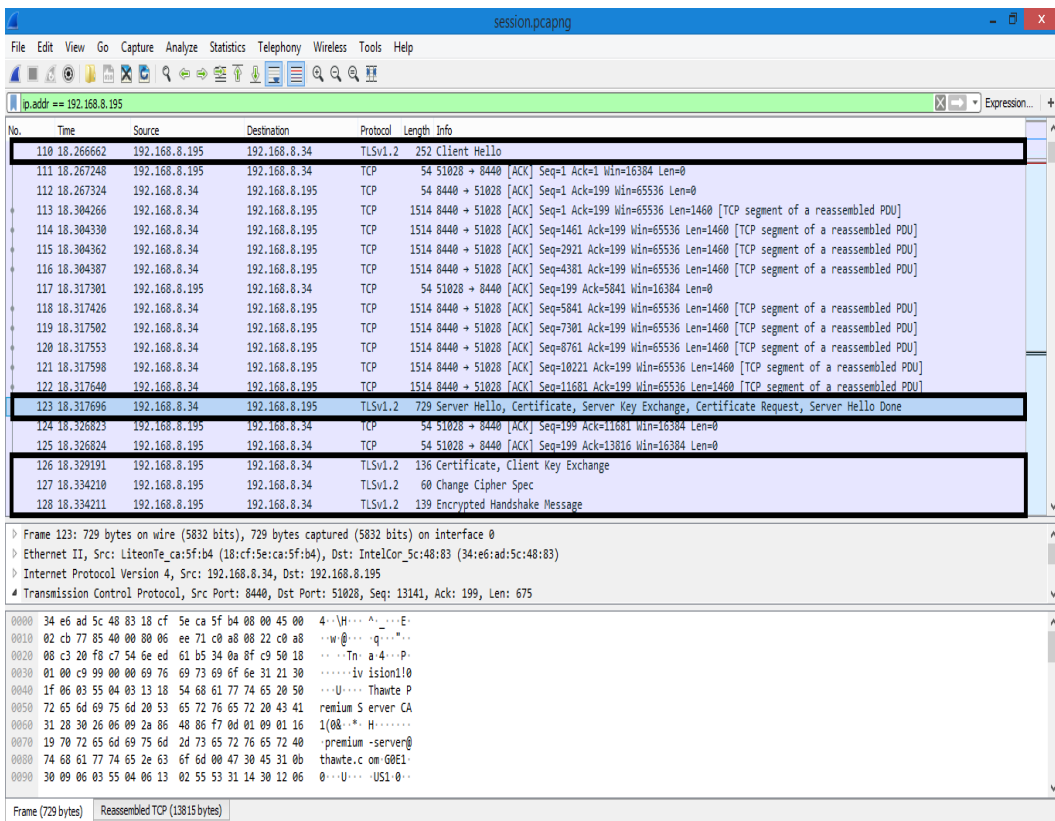 session.pcapng
File Edit View Go Capture Analyze Statistics Telephony Wireless Tools Help
ip.addr == 192.168.8.195 Expression... +
No. Time Source Destination Protocol Length Info
110 18.266662 192.168.8.195 192.168.8.34 TLSv1.2 252 Client Hello
111 18.267248 192.168.8.195 192.168.8.34 TCP 54 51028 → 8440 [ACK] Seq=1 Ack=1 Win=16384 Len=0
112 18.267324 192.168.8.34 192.168.8.195 TCP 54 8440 → 51028 [ACK] Seq=1 Ack=199 Win=65536 Len=0
113 18.304266 192.168.8.34 192.168.8.195 TCP 1514 8440 → 51028 [ACK] Seq=1 Ack=199 Win=65536 Len=1460 [TCP segment of a reassembled PDU]
114 18.304330 192.168.8.34 192.168.8.195 TCP 1514 8440 → 51028 [ACK] Seq=1461 Ack=199 Win=65536 Len=1460 [TCP segment of a reassembled PDU]
115 18.304362 192.168.8.34 192.168.8.195 TCP 1514 8440 → 51028 [ACK] Seq=2921 Ack=199 Win=65536 Len=1460 [TCP segment of a reassembled PDU]
116 18.304387 192.168.8.34 192.168.8.195 TCP 1514 8440 → 51028 [ACK] Seq=4381 Ack=199 Win=65536 Len=1460 [TCP segment of a reassembled PDU]
117 18.317301 192.168.8.195 192.168.8.34 TCP 54 51028 → 8440 [ACK] Seq=199 Ack=5841 Win=16384 Len=0
118 18.317426 192.168.8.34 192.168.8.195 TCP 1514 8440 → 51028 [ACK] Seq=5841 Ack=199 Win=65536 Len=1460 [TCP segment of a reassembled PDU]
119 18.317502 192.168.8.34 192.168.8.195 TCP 1514 8440 → 51028 [ACK] Seq=7301 Ack=199 Win=65536 Len=1460 [TCP segment of a reassembled PDU]
120 18.317553 192.168.8.34 192.168.8.195 TCP 1514 8440 → 51028 [ACK] Seq=8761 Ack=199 Win=65536 Len=1460 [TCP segment of a reassembled PDU]
121 18.317598 192.168.8.34 192.168.8.195 TCP 1514 8440 → 51028 [ACK] Seq=10221 Ack=199 Win=65536 Len=1460 [TCP segment of a reassembled PDU]
122 18.317640 192.168.8.34 192.168.8.195 TCP 1514 8440 → 51028 [ACK] Seq=11681 Ack=199 Win=65536 Len=1460 [TCP segment of a reassembled PDU]
123 18.317696 192.168.8.34 192.168.8.195 TLSv1.2 729 Server Hello, Certificate, Server Key Exchange, Certificate Request, Server Hello Done
124 18.326823 192.168.8.195 192.168.8.34 TCP 54 51028 → 8440 [ACK] Seq=199 Ack=11681 Win=16384 Len=0
125 18.326824 192.168.8.195 192.168.8.34 TCP 54 51028 → 8440 [ACK] Seq=199 Ack=13816 Win=16384 Len=0
126 18.329191 192.168.8.195 192.168.8.34 TLSv1.2 136 Certificate, Client Key Exchange
127 18.334210 192.168.8.195 192.168.8.34 TLSv1.2 60 Change Cipher Spec
128 18.334211 192.168.8.195 192.168.8.34 TLSv1.2 139 Encrypted Handshake Message
Frame 123: 729 bytes on wire (5832 bits), 729 bytes captured (5832 bits) on interface 0
Ethernet II, Src: LiteonTe_ca:5f:b4 (18:cf:5e:ca:5f:b4), Dst: IntelCor_5c:48:83 (34:e6:ad:5c:48:83)
Internet Protocol Version 4, Src: 192.168.8.34, Dst: 192.168.8.195
Transmission Control Protocol, Src Port: 8440, Dst Port: 51028, Seq: 13141, Ack: 199, Len: 675
0000 34 e6 ad 5c 48 83 18 cf 5e ca 5f b4 08 00 45 00 4··\H··· ^·_···E·
0010 02 cb 77 85 40 00 80 06 ee 71 c0 a8 08 22 c0 a8 ··w·@··· ·q···"··
0020 08 c3 20 f8 c7 54 6e ed 61 b5 34 0a 8f c9 50 18 ·· ··Tn· a·4···P·
0030 01 00 c9 99 00 00 69 76 69 73 69 6f 6e 31 21 30 ······iv ision1!0
0040 1f 06 03 55 04 03 13 18 54 68 61 77 74 65 20 50 ···U···· Thawte P
0050 72 65 6d 69 75 6d 20 53 65 72 76 65 72 20 43 41 remium S erver CA
0060 31 28 30 26 06 09 2a 86 48 86 f7 0d 01 09 01 16 1(0&··*· H·······
0070 19 70 72 65 6d 69 75 6d 2d 73 65 72 76 65 72 40 ·premium -server@
0080 74 68 61 77 74 65 2e 63 6f 6d 00 47 30 45 31 0b thawte.c om·G0E1·
0090 30 09 06 03 55 04 06 13 02 55 53 31 14 30 12 06 0···U··· ·US1·0··
Frame (729 bytes) Reassembled TCP (13815 bytes)